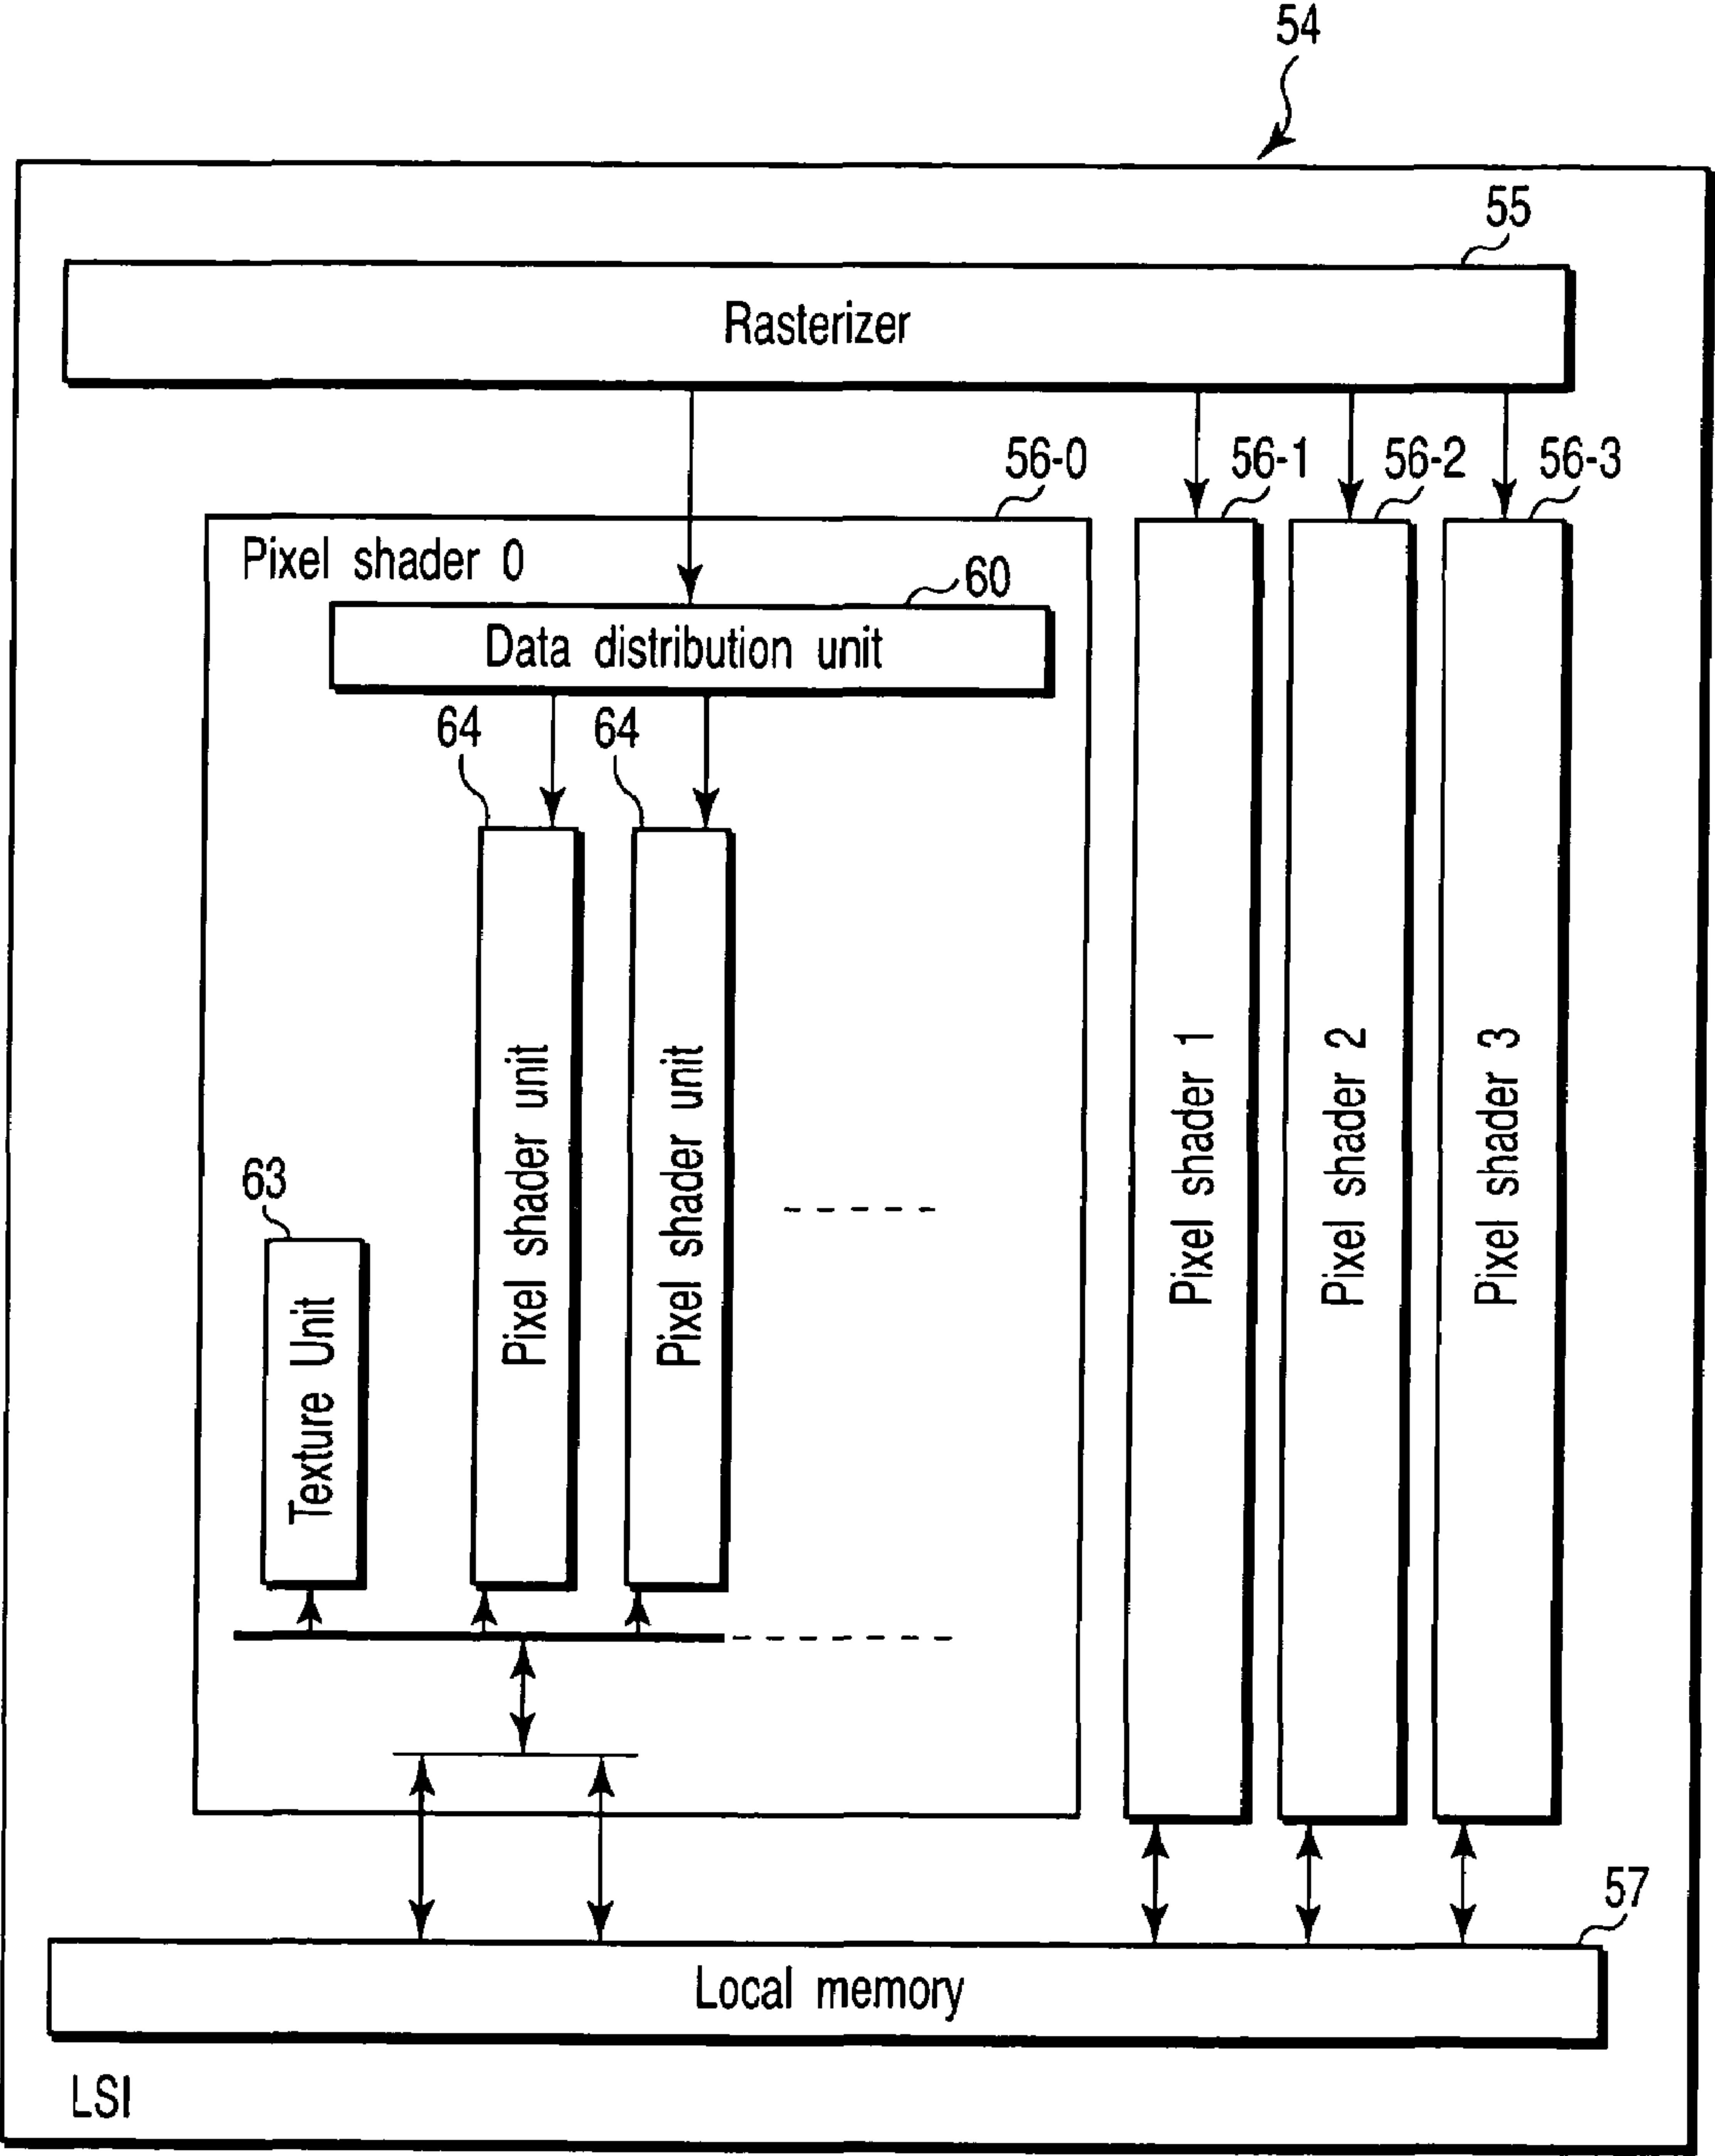 54
55
Rasterizer
56-0
56-1
56-2
56-3
Pixel shader 0
60
Data distribution unit
64
64
Pixel shader unit
Pixel shader unit
63
Texture Unit
Pixel shader 1
Pixel shader 2
Pixel shader 3
57
Local memory
LSI